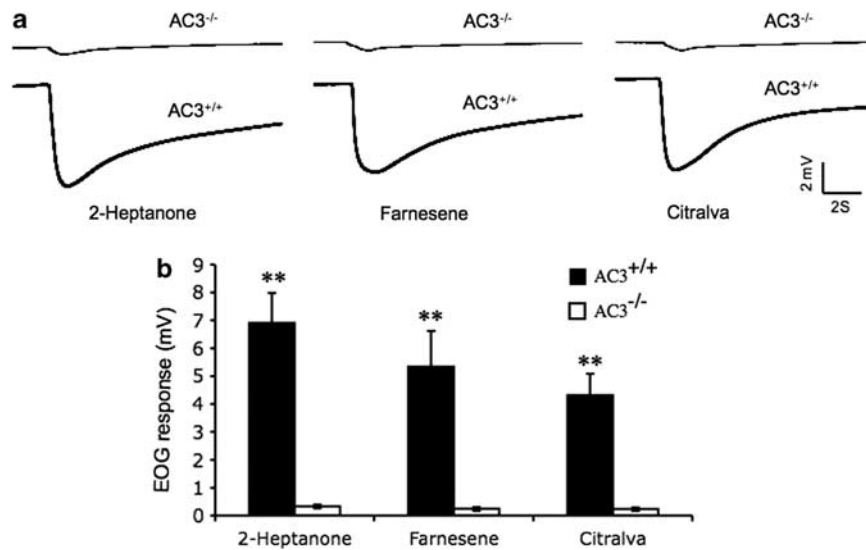 a
AC3-/- AC3-/- AC3-/-
AC3+/+ AC3+/+ AC3+/+
2-Heptanone Farnesene Citralva
2 mV
2S
b
EOG response (mV)
9
8
7
6
5
4
3
2
1
0
** ** **
AC3+/+
AC3-/-
2-Heptanone Farnesene Citralva